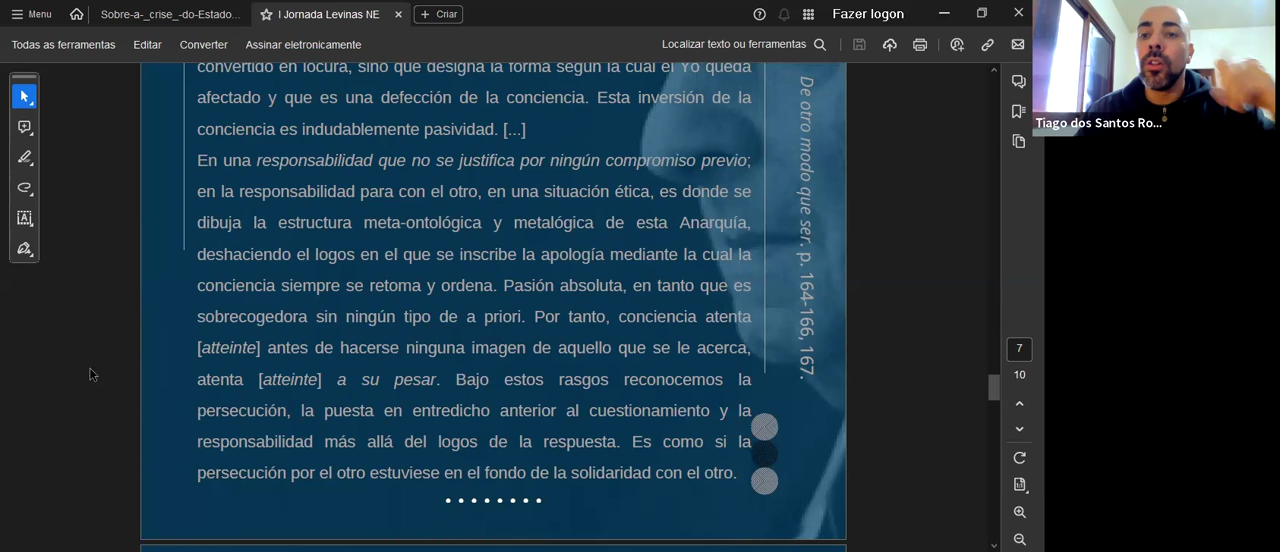 Menu
Sobre-a-_crise_-do-Estado...
I Jornada Levinas NE
Criar
Fazer logon
Todas as ferramentas
Editar
Converter
Assinar eletronicamente
Localizar texto ou ferramentas
Tiago dos Santos Ro...
convertido en locura, sino que designa la forma según la cual el Yo queda
afectado y que es una defección de la conciencia. Esta inversión de la
conciencia es indudablemente pasividad. [...]
En una responsabilidad que no se justifica por ningún compromiso previo;
en la responsabilidad para con el otro, en una situación ética, es donde se
dibuja la estructura meta-ontológica y metalógica de esta Anarquía,
deshaciendo el logos en el que se inscribe la apología mediante la cual la
conciencia siempre se retoma y ordena. Pasión absoluta, en tanto que es
sobrecogedora sin ningún tipo de a priori. Por tanto, conciencia atenta
[atteinte] antes de hacerse ninguna imagen de aquello que se le acerca,
atenta [atteinte] a su pesar. Bajo estos rasgos reconocemos la
persecución, la puesta en entredicho anterior al cuestionamiento y la
responsabilidad más allá del logos de la respuesta. Es como si la
persecución por el otro estuviese en el fondo de la solidaridad con el otro.
De otro modo que ser. p. 164-166, 167.
7
10